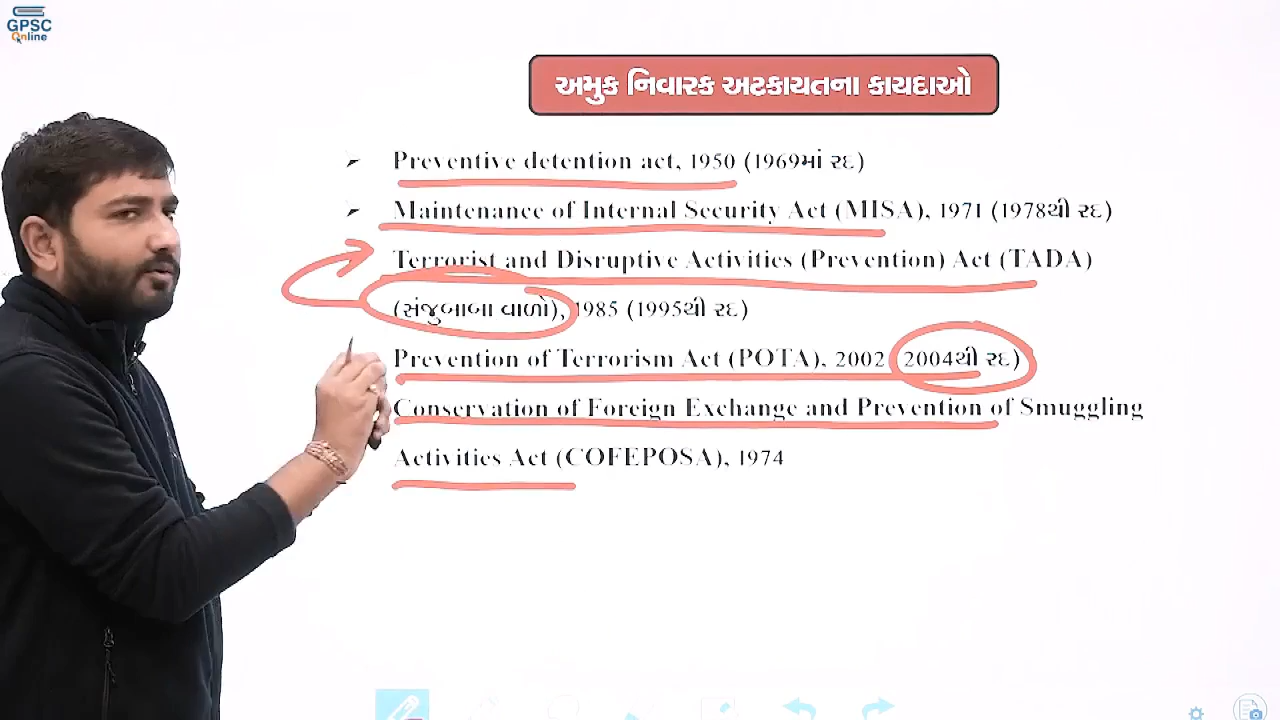 GPSC
Online
અમુક નિવારક અટકાયતના કાયદાઓ
Preventive detention act, 1950 (1969માં રદ)
Maintenance of Internal Security Act (MISA), 1971 (1978થી રદ)
Terrorist and Disruptive Activities (Prevention) Act (TADA)
(સંજુબાબા વાળો), 1985 (1995થી રદ)
Prevention of Terrorism Act (POTA), 2002 2004થી રદ)
Conservation of Foreign Exchange and Prevention of Smuggling
Activities Act (COFEPOSA), 1974